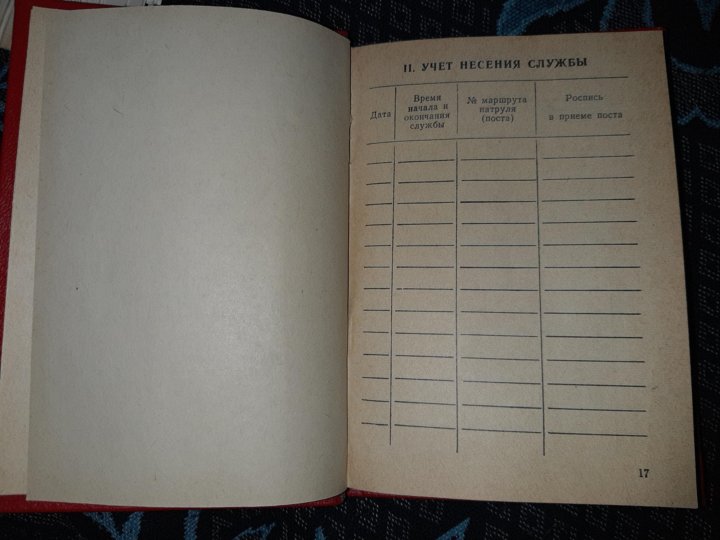 II. УЧЕТ НЕСЕНИЯ СЛУЖБЫ
Дата
Время
начала и
окончания
службы
№ маршрута
патруля
(поста)
Роспись
в приеме поста
17